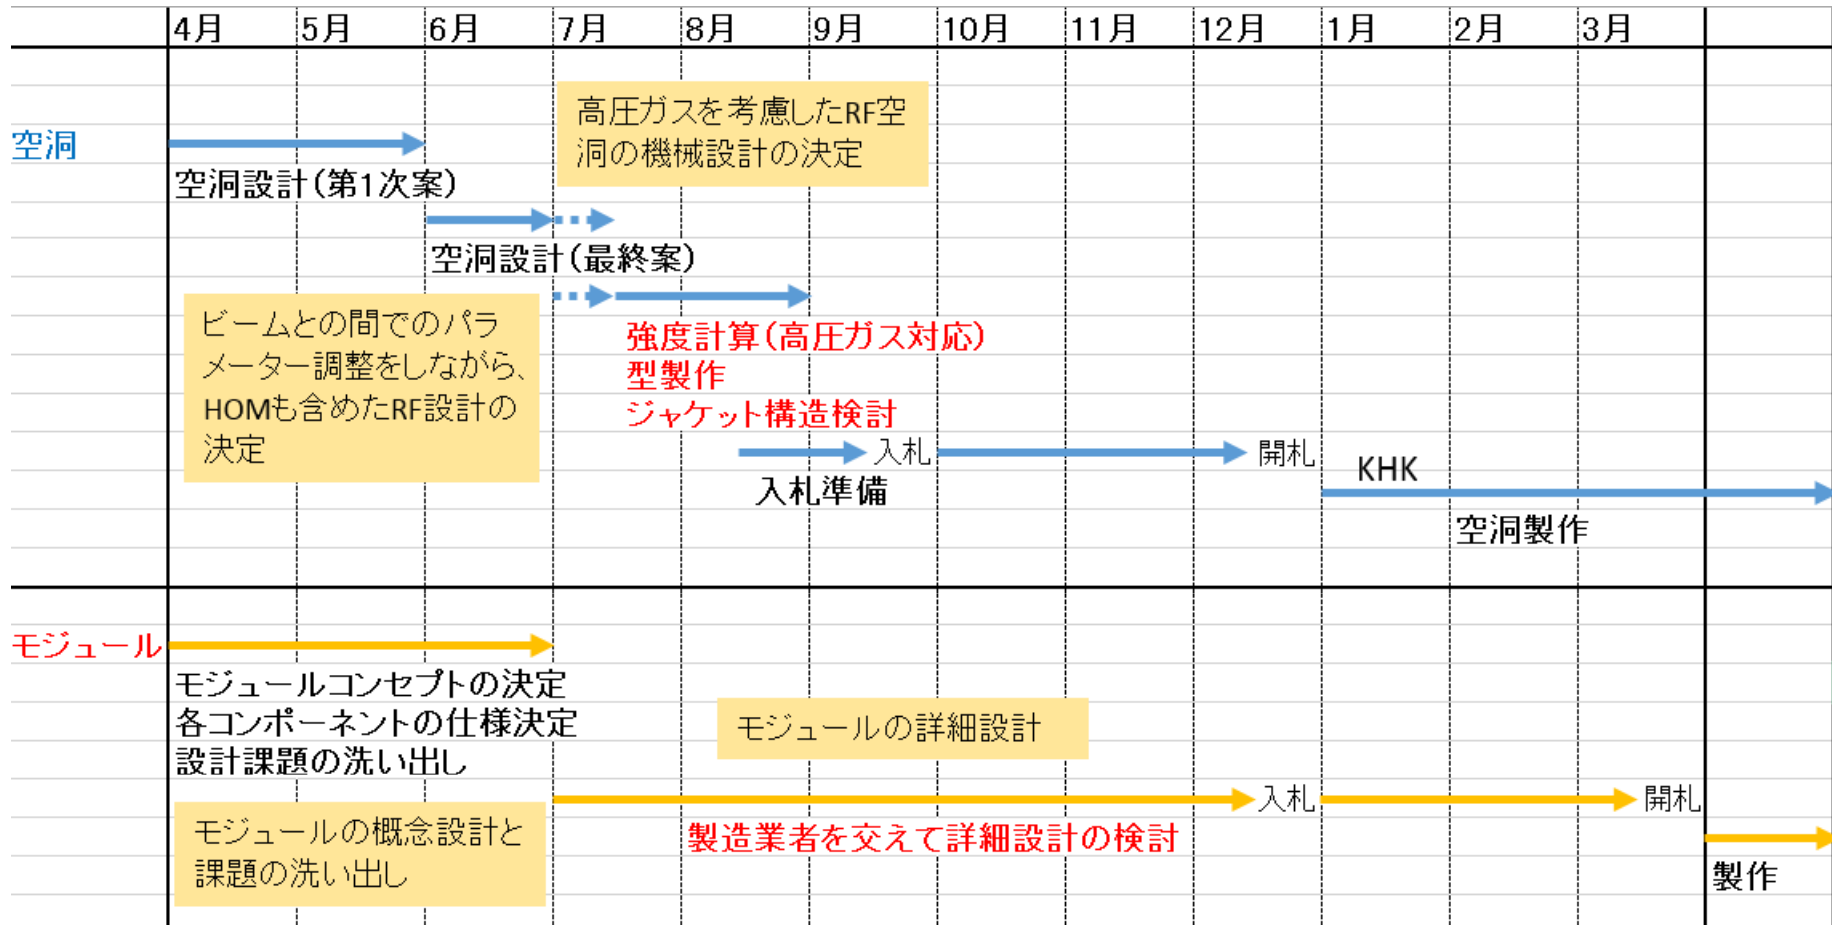 4月 5月 6月 7月 8月 9月 10月 11月 12月 1月 2月 3月
高圧ガスを考慮したRF空
洞の機械設計の決定
空洞
空洞設計(第1次案)
空洞設計(最終案)
ビームとの間でのパラ
メーター調整をしながら、
HOMも含めたRF設計の
決定
強度計算(高圧ガス対応)
型製作
ジャケット構造検討
入札 開札
入札準備
KHK
空洞製作
モジュール
モジュールコンセプトの決定
各コンポーネントの仕様決定
設計課題の洗い出し
モジュールの詳細設計
入札 開札
モジュールの概念設計と
課題の洗い出し
製造業者を交えて詳細設計の検討
製作